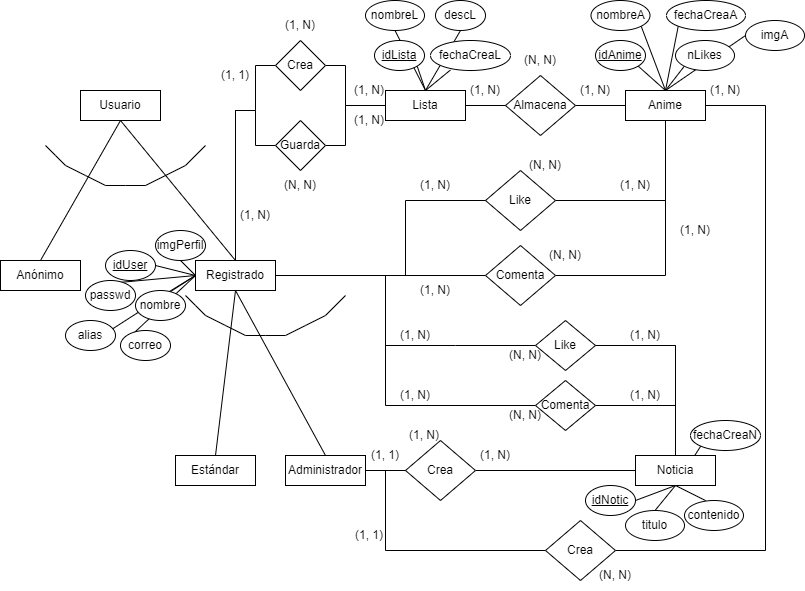 nombreL
descL
nombreA
fechaCreaA
(1, N)
imgA
idLista
fechaCreaL
idAnime
nLikes
(N, N)
(1, 1)
Crea
(1, N)
(1, N)
(1, N)
(1, N)
Usuario
Lista
Almacena
Anime
(1, N)
Guarda
(N, N)
(N, N)
(1, N)
Like
(1, N)
(1, N)
(1, N)
imgPerfil
(N, N)
idUser
Anónimo
Registrado
Comenta
passwd
nombre
(1, N)
alias
correo
(1, N)
Like
(1, N)
(N, N)
(1, N)
Comenta
(1, N)
(N, N)
(1, N)
fechaCreaN
(1, 1)
(1, N)
Estándar
Administrador
Crea
Noticia
idNotic
titulo
contenido
(1, 1)
Crea
(N, N)